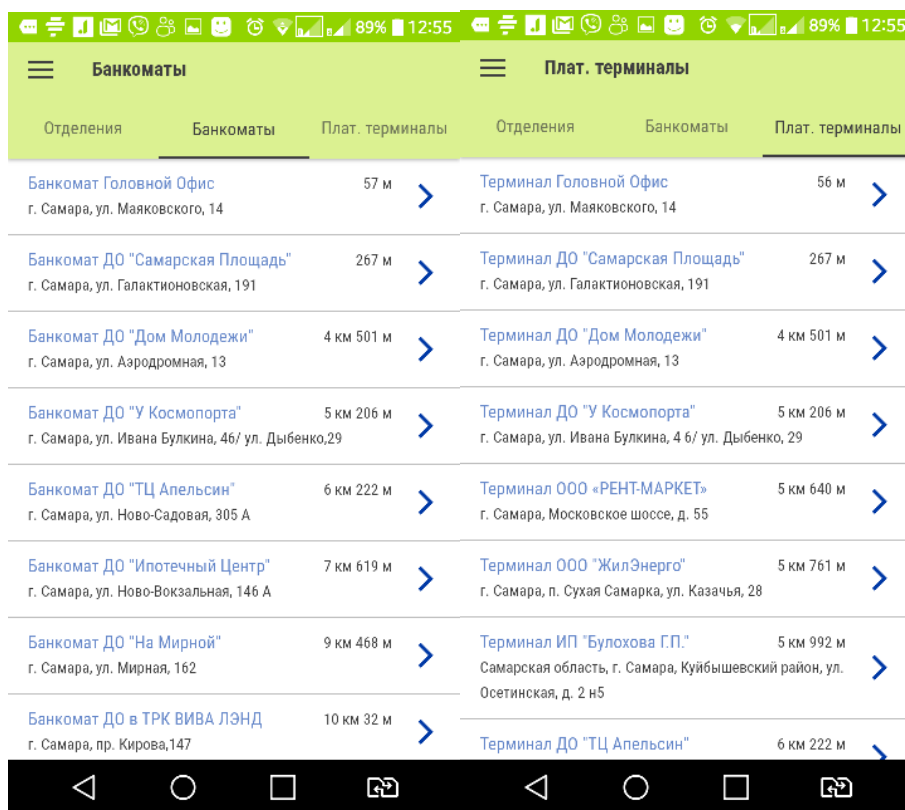 89% 12:55
Банкоматы
Отделения Банкоматы Плат. терминалы
Банкомат Головной Офис 57 м
г. Самара, ул. Маяковского, 14
Банкомат ДО "Самарская Площадь" 267 м
г. Самара, ул. Галактионовская, 191
Банкомат ДО "Дом Молодежи" 4 км 501 м
г. Самара, ул. Аэродромная, 13
Банкомат ДО "У Космопорта" 5 км 206 м
г. Самара, ул. Ивана Булкина, 46/ ул. Дыбенко,29
Банкомат ДО "ТЦ Апельсин" 6 км 222 м
г. Самара, ул. Ново-Садовая, 305 А
Банкомат ДО "Ипотечный Центр" 7 км 619 м
г. Самара, ул. Ново-Вокзальная, 146 А
Банкомат ДО "На Мирной" 9 км 468 м
г. Самара, ул. Мирная, 162
Банкомат ДО в ТРК ВИВА ЛЭНД 10 км 32 м
г. Самара, пр. Кирова,147
89% 12:55
Плат. терминалы
Отделения Банкоматы Плат. терминалы
Терминал Головной Офис 56 м
г. Самара, ул. Маяковского, 14
Терминал ДО "Самарская Площадь" 267 м
г. Самара, ул. Галактионовская, 191
Терминал ДО "Дом Молодежи" 4 км 501 м
г. Самара, ул. Аэродромная, 13
Терминал ДО "У Космопорта" 5 км 206 м
г. Самара, ул. Ивана Булкина, 4 6/ ул. Дыбенко, 29
Терминал ООО «РЕНТ-МАРКЕТ» 5 км 640 м
г. Самара, Московское шоссе, д. 55
Терминал ООО "ЖилЭнерго" 5 км 761 м
г. Самара, п. Сухая Самарка, ул. Казачья, 28
Терминал ИП "Булохова Г.П." 5 км 992 м
Самарская область, г. Самара, Куйбышевский район, ул.
Осетинская, д. 2 н5
Терминал ДО "ТЦ Апельсин" 6 км 222 м